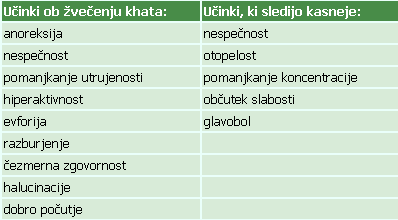 Učinki ob žvečenju khata: Učinki, ki sledijo kasneje:
anoreksija nespečnost
nespečnost otopelost
pomanjkanje utrujenosti pomanjkanje koncentracije
hiperaktivnost občutek slabosti
evforija glavobol
razburjenje
čezmerna zgovornost
halucinacije
dobro počutje